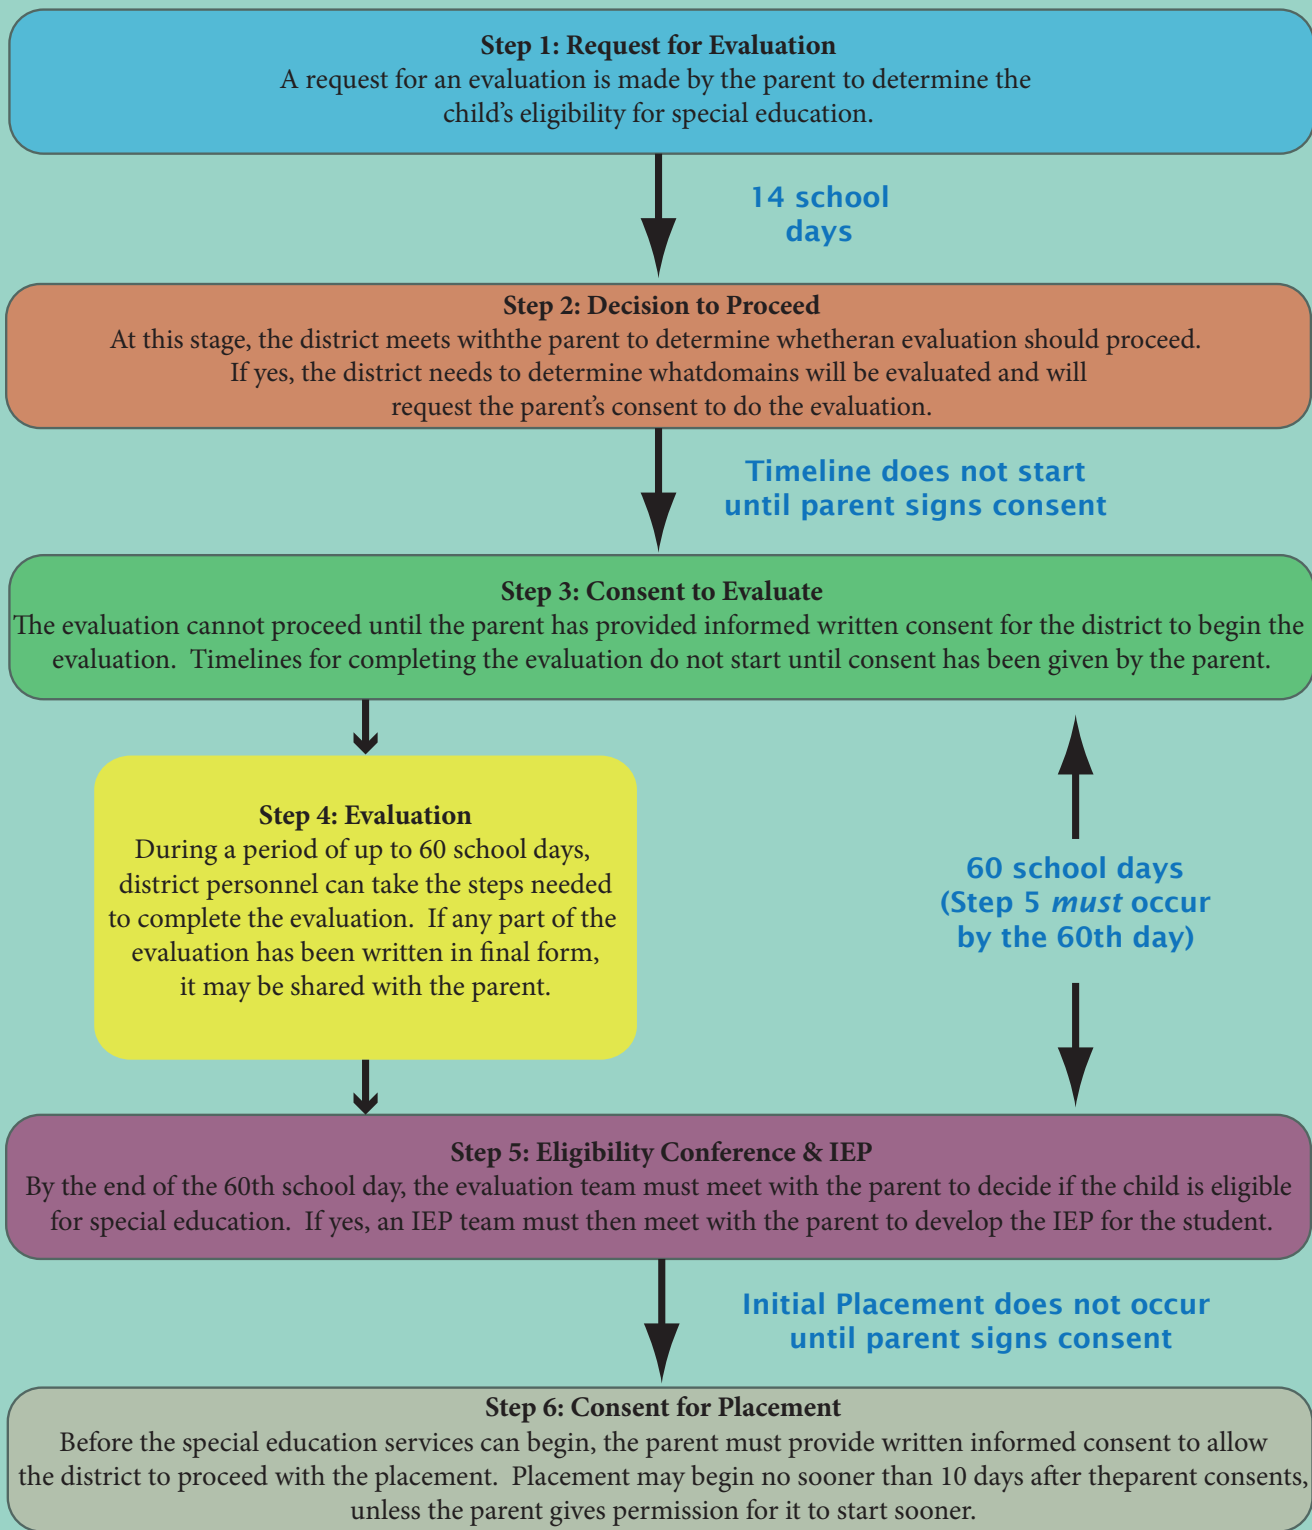 Step 1: Request for Evaluation
A request for an evaluation is made by the parent to determine the
child's eligibility for special education.
14 school
days
Step 2: Decision to Proceed
At this stage, the district meets withthe parent to determine whetheran evaluation should proceed.
If yes, the district needs to determine whatdomains will be evaluated and will
request the parent's consent to do the evaluation.
Timeline does not start
until parent signs consent
Step 3: Consent to Evaluate
The evaluation cannot proceed until the parent has provided informed written consent for the district to begin the
evaluation.  Timelines for completing the evaluation do not start until consent has been given by the parent.
Step 4: Evaluation
During a period of up to 60 school days,
district personnel can take the steps needed
to complete the evaluation.  If any part of the
evaluation has been written in final form,
it may be shared with the parent.
60 school days
(Step 5 must occur
by the 60th day)
Step 5: Eligibility Conference & IEP
By the end of the 60th school day, the evaluation team must meet with the parent to decide if the child is eligible
for special education.  If yes, an IEP team must then meet with the parent to develop the IEP for the student.
Initial Placement does not occur
until parent signs consent
Step 6: Consent for Placement
Before the special education services can begin, the parent must provide written informed consent to allow
the district to proceed with the placement.  Placement may begin no sooner than 10 days after theparent consents,
unless the parent gives permission for it to start sooner.